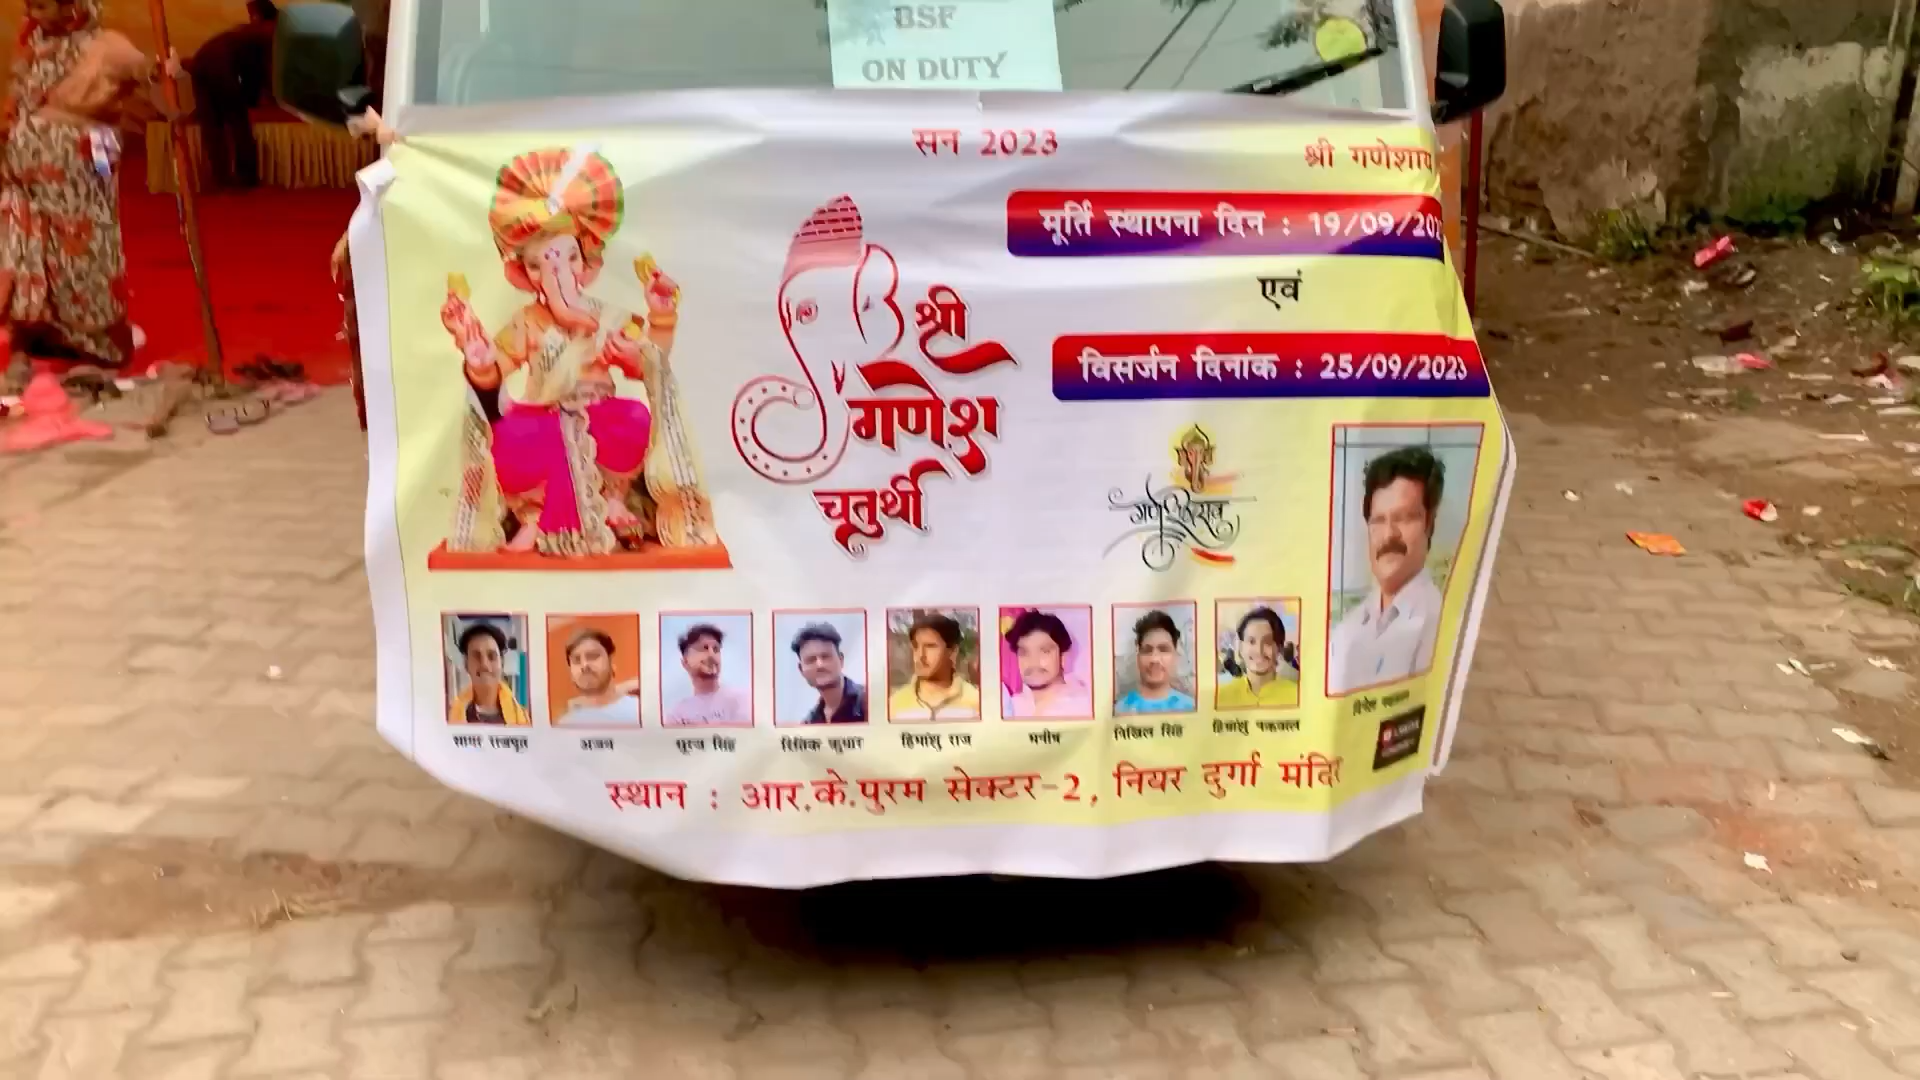 BSF
ON DUTY
सन 2023
श्री गणेशाय
मूर्ति स्थापना दिन : 19/09/202
एवं
विसर्जन दिनांक : 25/09/2023
श्री
गणेश
चतुर्थी
सागर राजपूत
अजय
सूरज सिंह
रितिक कुमार
हिमांशु राज
मनीष
निखिल सिंह
हिमांशु
स्थान : आर.के.पुरम सेक्टर-2, नियर दुर्गा मंदिर